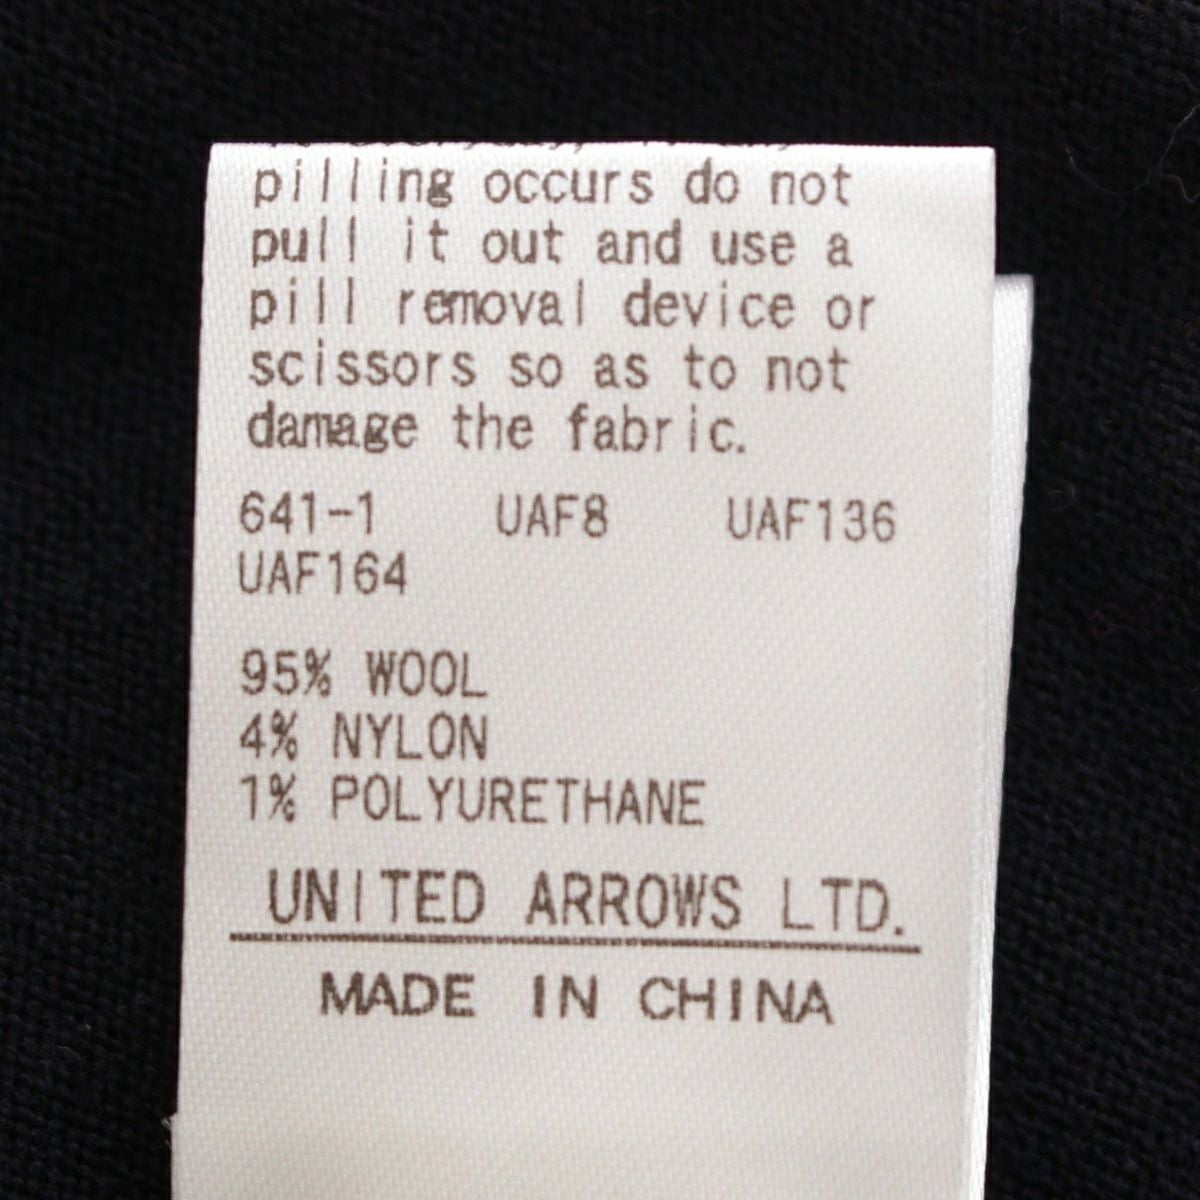 pilling occurs do not
pull it out and use a
pill removal device or
scissors so as to not
damage the fabric.
641-1 UAF8 UAF136
UAF164
95% WOOL
4% NYLON
1% POLYURETHANE
UNITED ARROWS LTD.
MADE IN CHINA